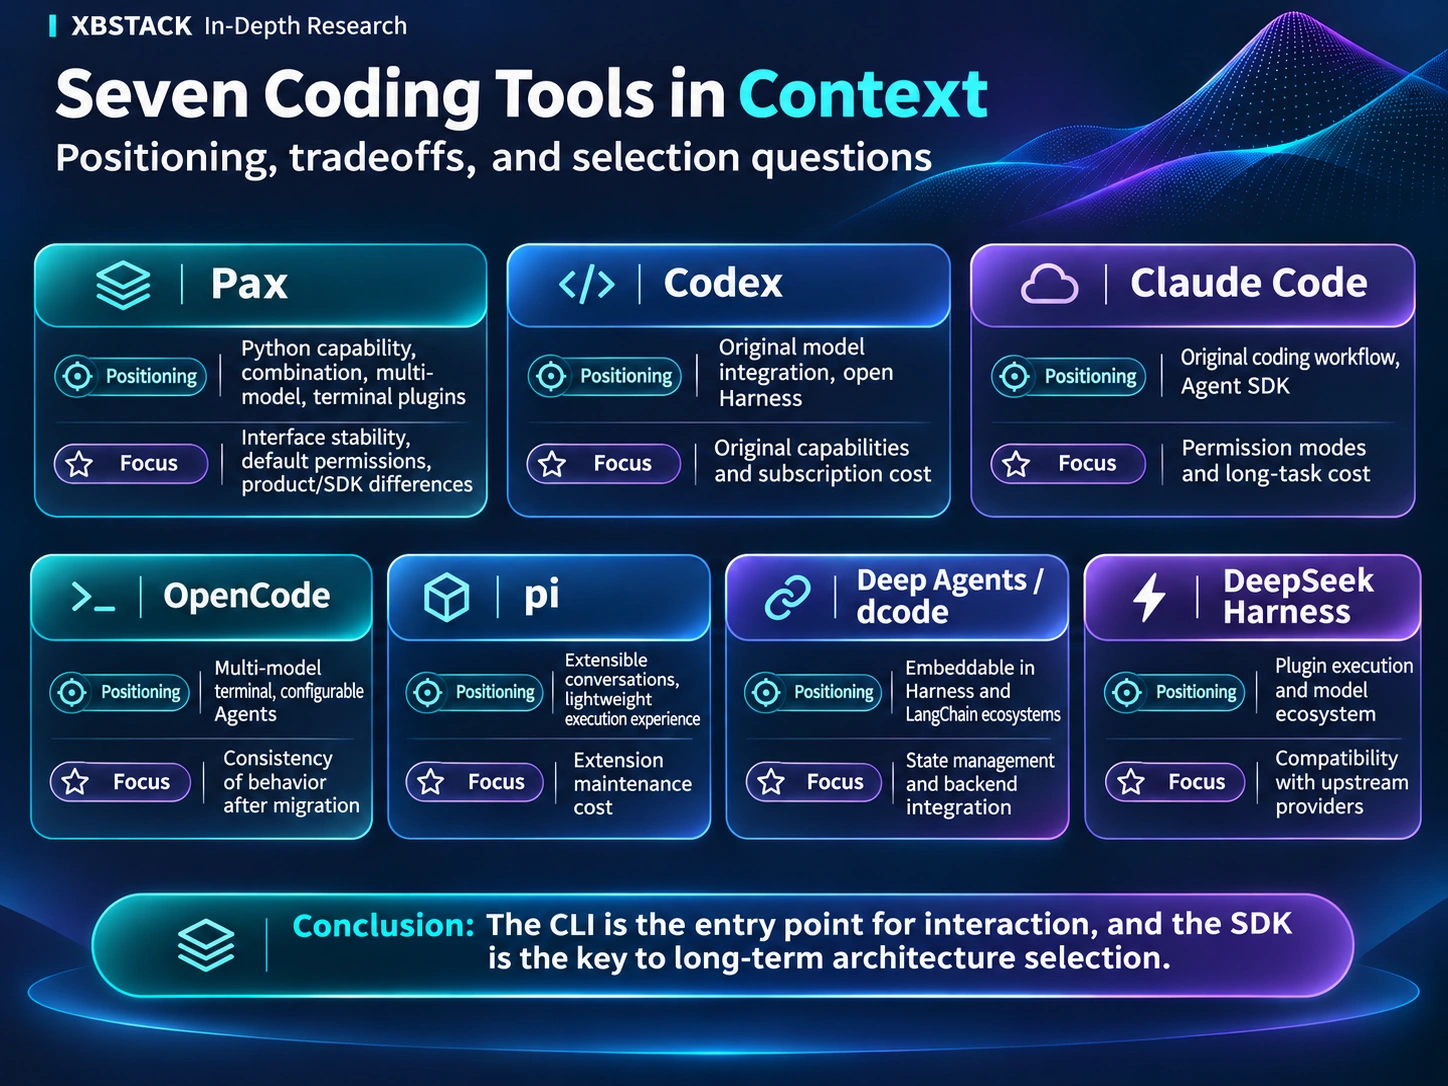 XBSTACK In-Depth Research
Seven Coding Tools in Context
Positioning, tradeoffs, and selection questions
Pax
Positioning
Python capability,
combination, multi-
model, terminal plugins
Focus
Interface stability,
default permissions,
product/SDK differences
Codex
Positioning
Original model
integration, open
Harness
Focus
Original capabilities
and subscription cost
Claude Code
Positioning
Original coding workflow,
Agent SDK
Focus
Permission modes
and long-task cost
OpenCode
Positioning
Multi-model
terminal, configurable
Agents
Focus
Consistency
of behavior
after migration
pi
Positioning
Extensible
conversations,
lightweight
execution experience
Focus
Extension
maintenance
cost
Deep Agents /
dcode
Positioning
Embeddable in
Harness and
LangChain ecosystems
Focus
State management
and backend
integration
DeepSeek
Harness
Positioning
Plugin execution
and model
ecosystem
Focus
Compatibility
with upstream
providers
Conclusion: The CLI is the entry point for interaction, and the SDK
is the key to long-term architecture selection.